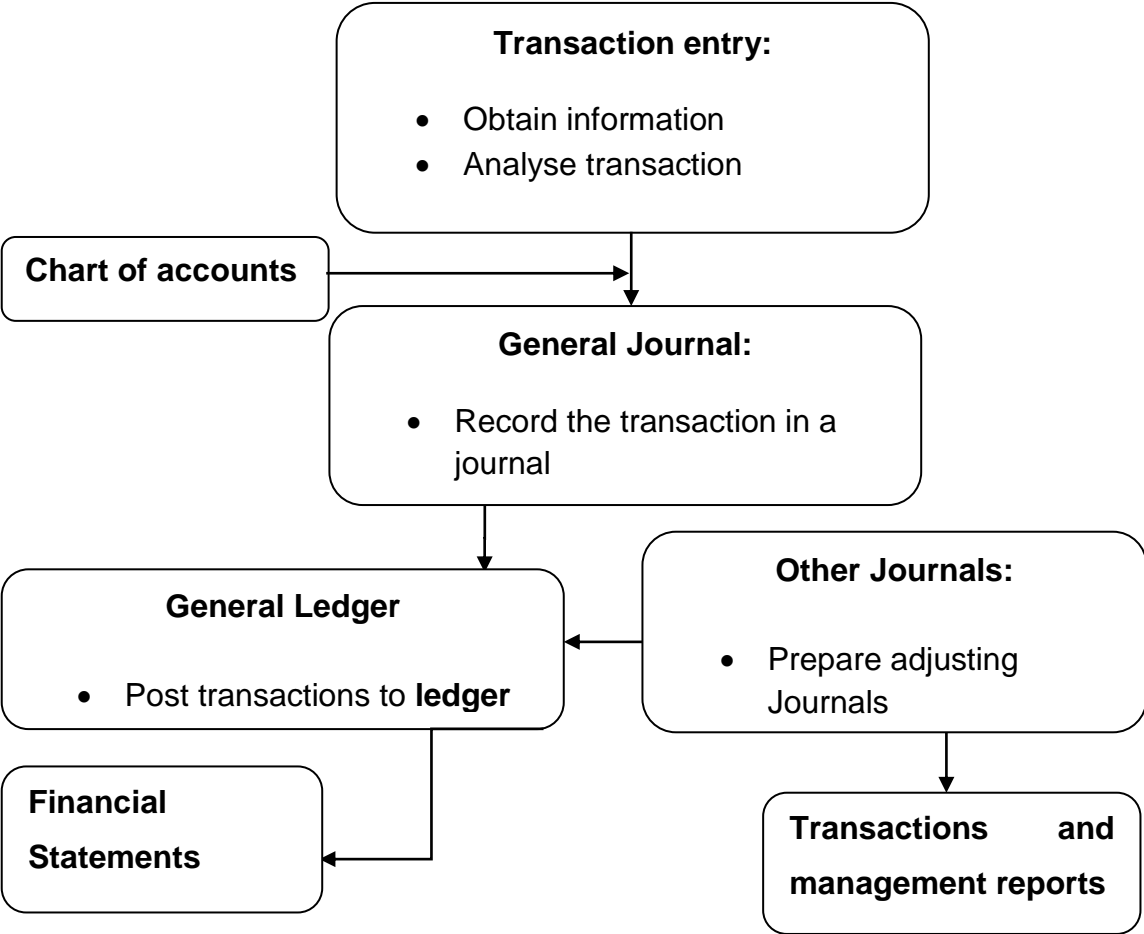 Transaction entry:
• Obtain information
• Analyse transaction
Chart of accounts
General Journal:
• Record the transaction in a
journal
General Ledger
• Post transactions to ledger
Other Journals:
• Prepare adjusting
Journals
Financial
Statements
Transactions and
management reports